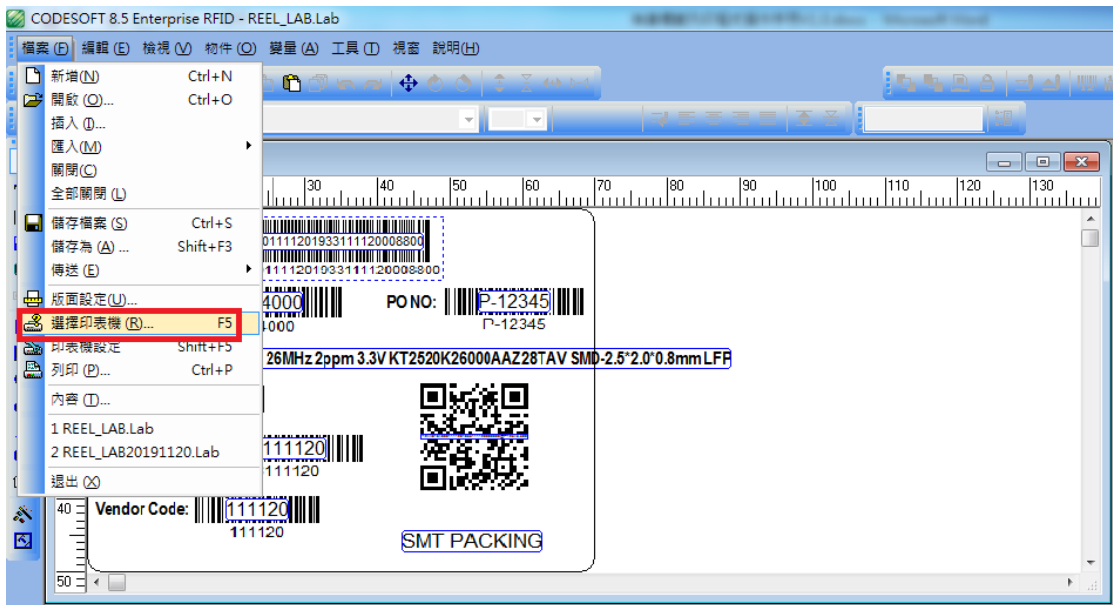 CODESOFT 8.5 Enterprise RFID - REEL_LAB.Lab
檔案 (F) 編輯 (E) 檢視 (V) 物件 (O) 變量 (A) 工具 (T) 視窗 說明(H)
新增(N) Ctrl+N
開啟 (O)... Ctrl+O
插入 (I)...
匯入(M)
關閉(C)
全部關閉 (L)
儲存檔案 (S) Ctrl+S
儲存為 (A) ... Shift+F3
傳送 (E)
版面設定(U)...
選擇印表機 (R)... F5
印表機設定 Shift+F5
列印 (P)... Ctrl+P
內容 (I)...
1 REEL_LAB.Lab
2 REEL_LAB20191120.Lab
退出 (X)
30 40 50 60 70 80 90 100 110 120 130
01111201933111120008800
11111201933111120008800
4000 PO NO: P-12345
4000 P-12345
26MHz 2ppm 3.3V KT2520K26000AAZ28TAV SMD-2.5*2.0*0.8mm LFP
111120
111120
40 Vendor Code: 111120
111120
SMT PACKING
50